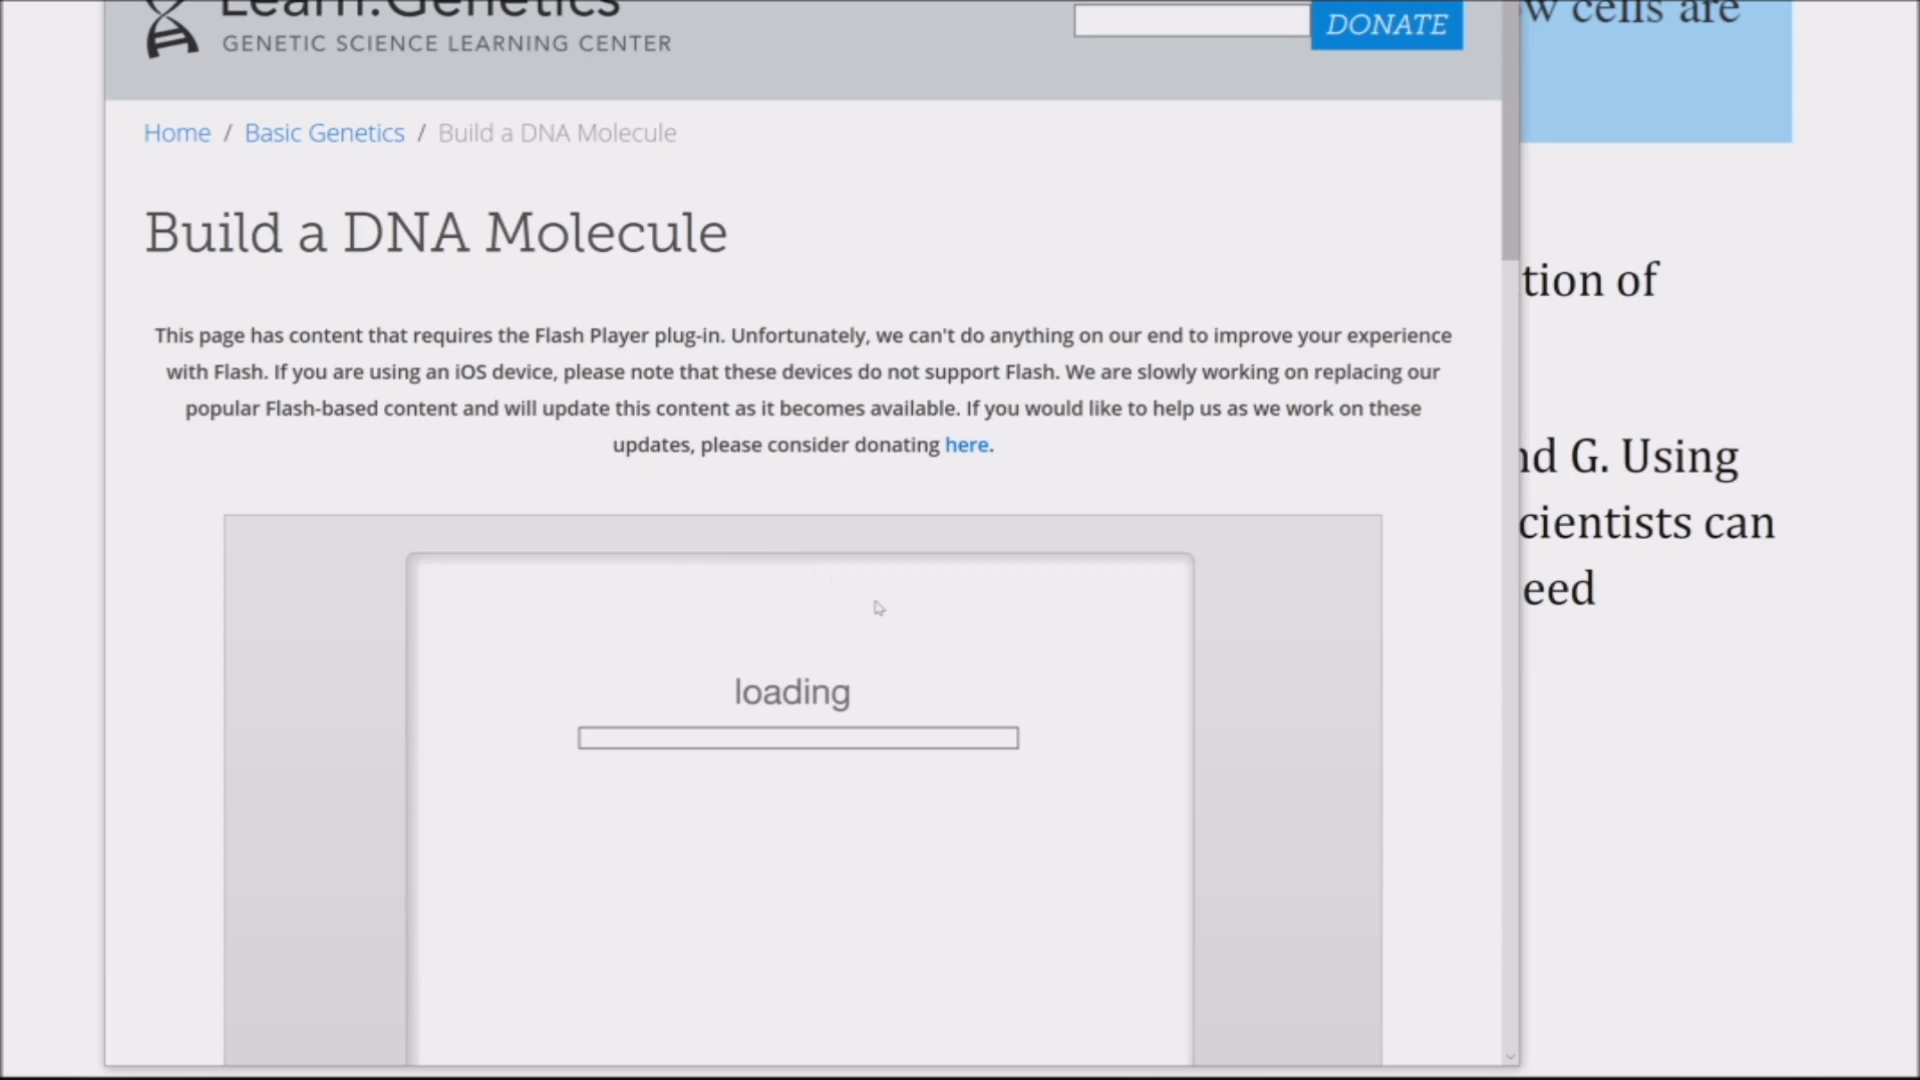 Learn.Genetics
GENETIC SCIENCE LEARNING CENTER
DONATE
w cells are
Home / Basic Genetics / Build a DNA Molecule
Build a DNA Molecule
This page has content that requires the Flash Player plug-in. Unfortunately, we can't do anything on our end to improve your experience
with Flash. If you are using an iOS device, please note that these devices do not support Flash. We are slowly working on replacing our
popular Flash-based content and will update this content as it becomes available. If you would like to help us as we work on these
updates, please consider donating here.
loading
tion of
nd G. Using
cientists can
eed